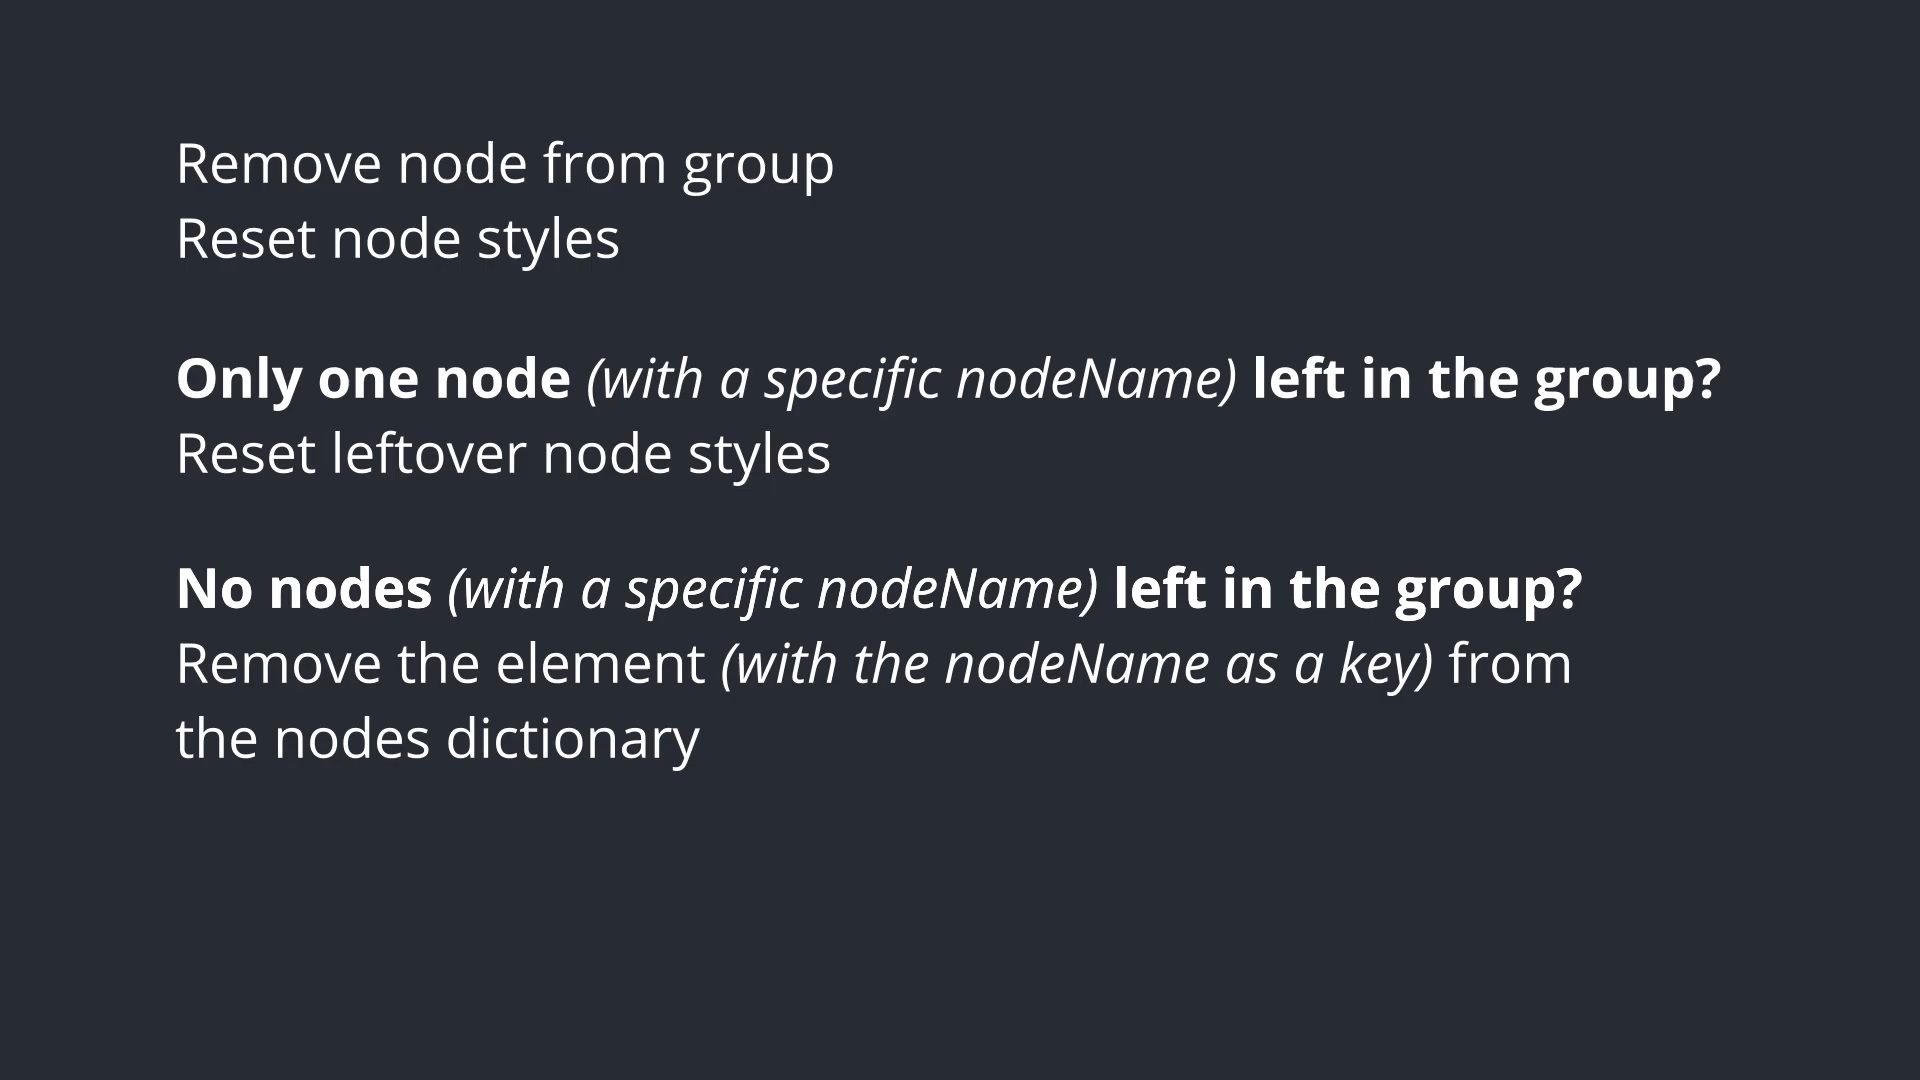 Remove node from group
Reset node styles
Only one node (with a specific nodeName) left in the group?
Reset leftover node styles
No nodes (with a specific nodeName) left in the group?
Remove the element (with the nodeName as a key) from
the nodes dictionary